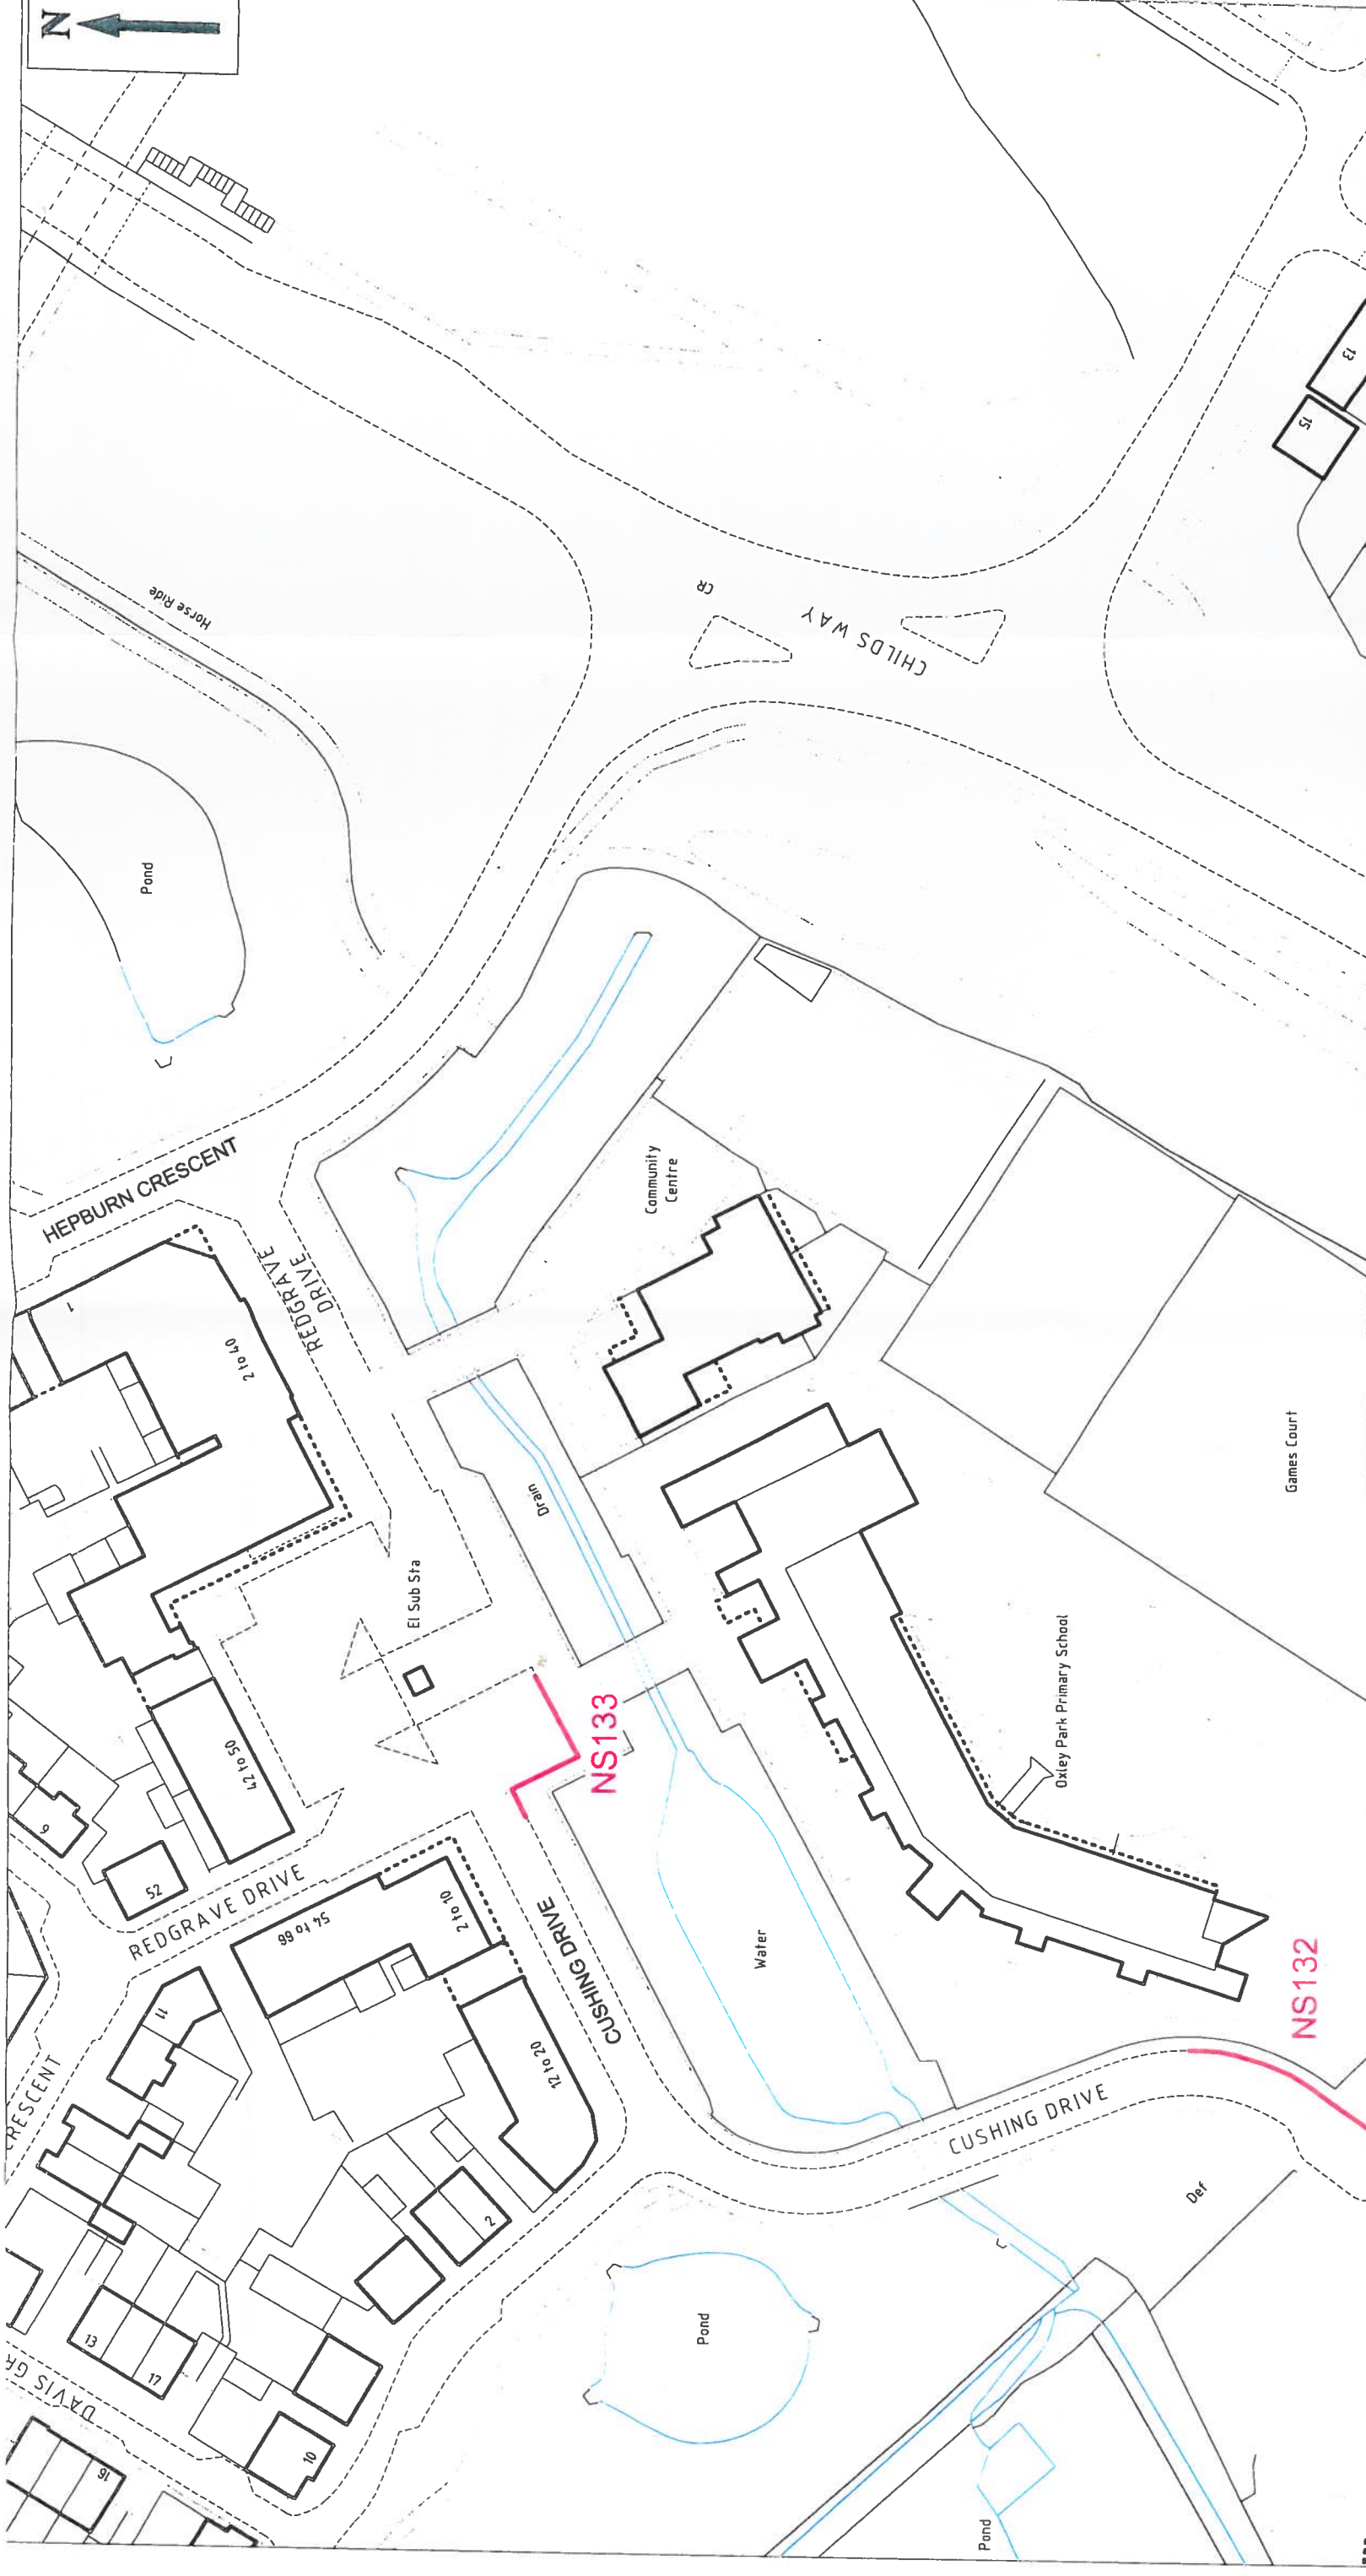 N
Horse Ride
Pond
HEPBURN CRESCENT
REDGRAVE
DRIVE
1
2 to 40
CR
CHILDS WAY
13
15
Community
Centre
Drain
El Sub Sta
Games Court
Oxley Park Primary School
NS133
42 to 50
6
52
REDGRAVE DRIVE
54 to 66
2 to 10
CUSHING DRIVE
12 to 20
Water
NS132
11
CRESCENT
CUSHING DRIVE
Def
2
Pond
13
17
DAVIS GR
10
16
Pond